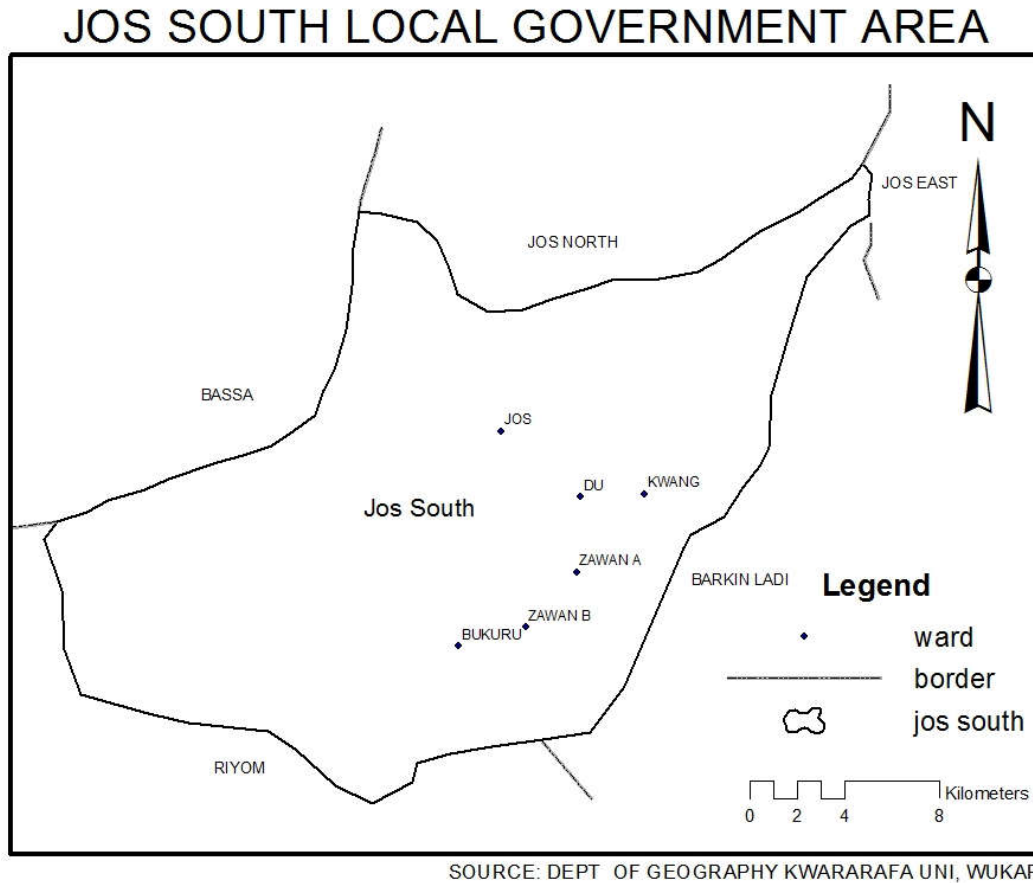 JOS SOUTH LOCAL GOVERNMENT AREA
N
JOS EAST
JOS NORTH
BASSA
JOS
DU
KWANG
Jos South
ZAWAN A
BARKIN LADI
Legend
ZAWAN B
BUKURU
ward
border
jos south
RIYOM
Kilometers
0 2 4 8
SOURCE: DEPT OF GEOGRAPHY KWARARAFA UNI, WUKAR